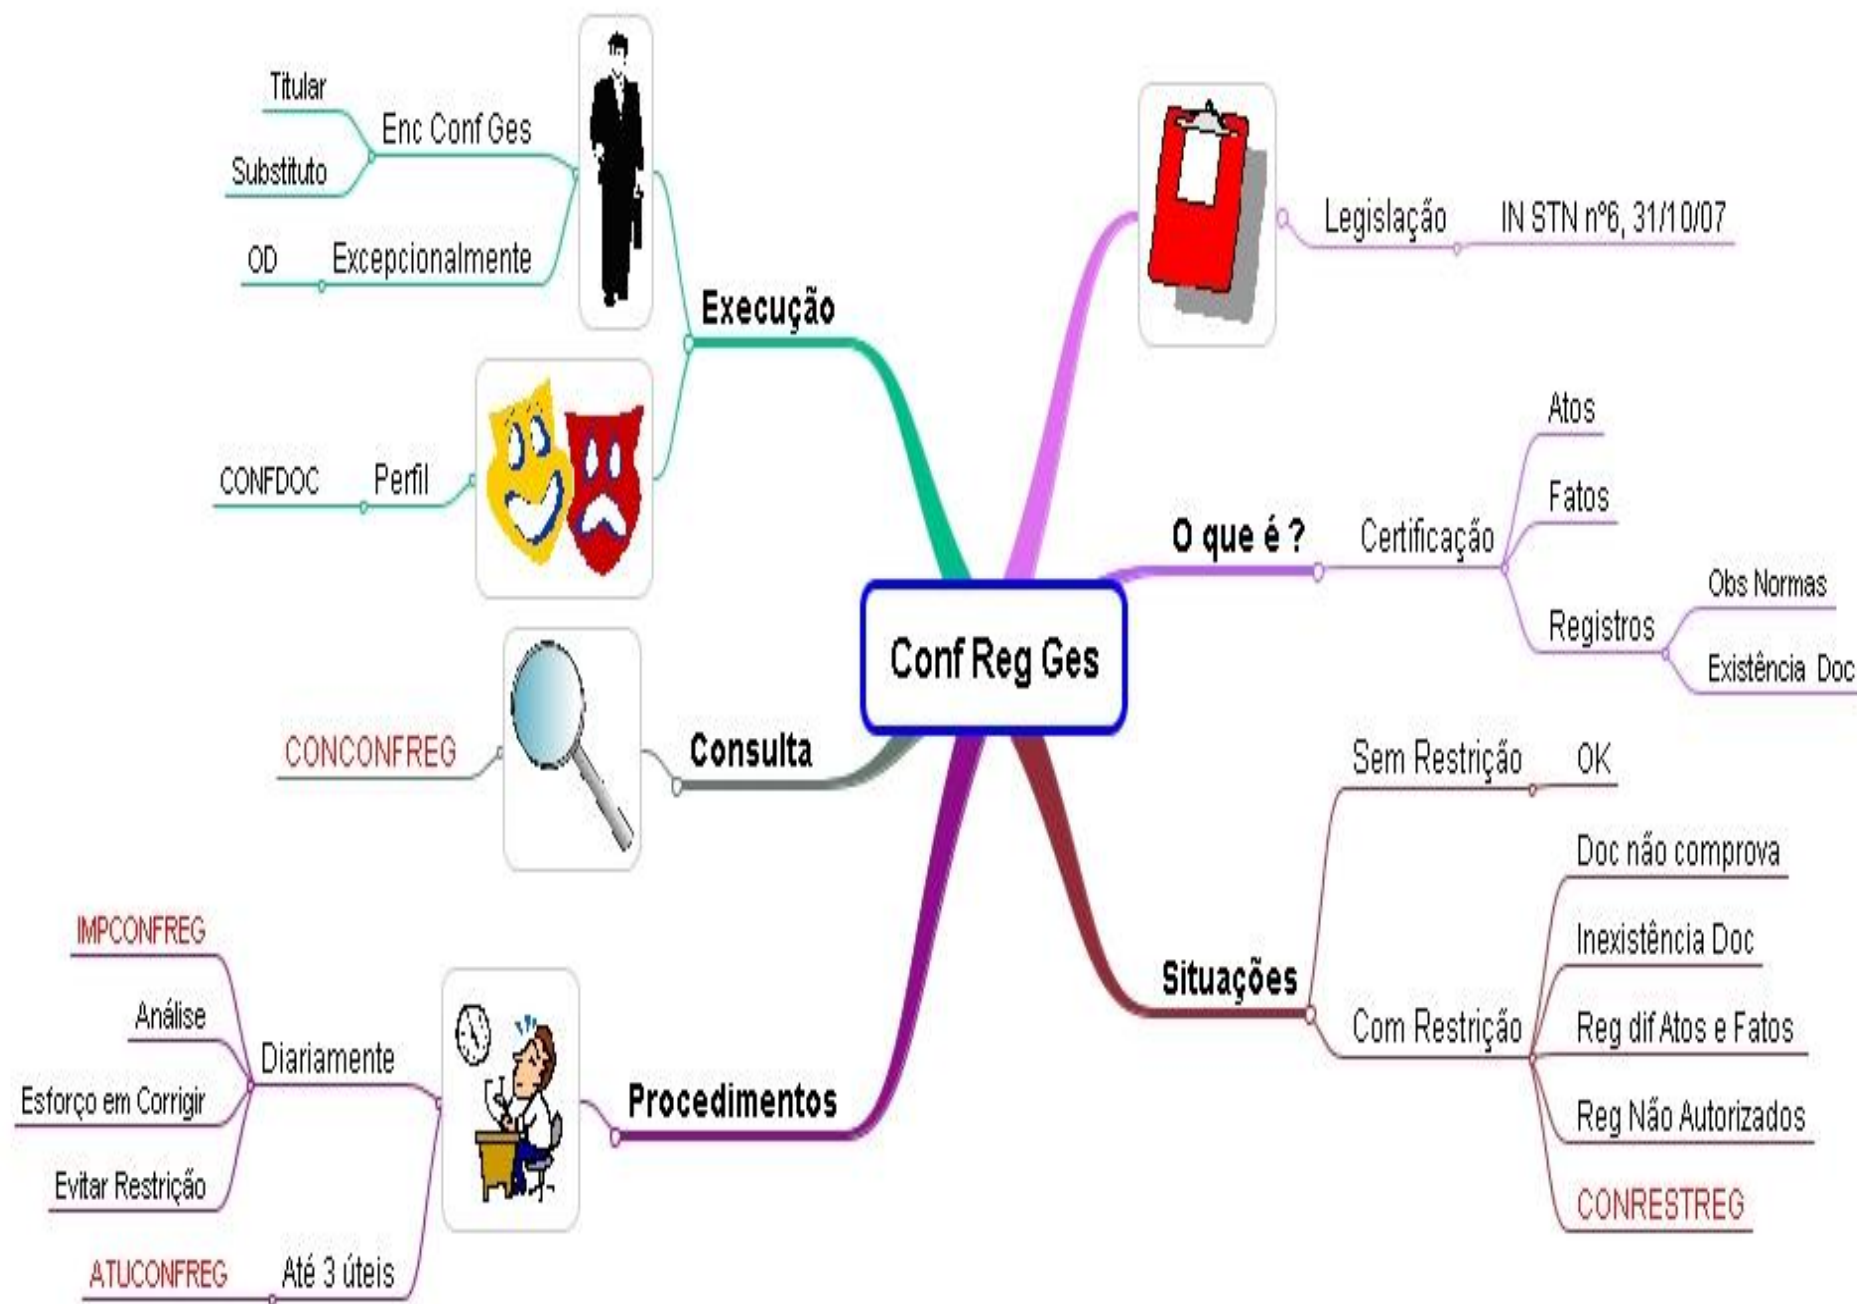 Conf Reg Ges
Legislação
IN STN nº6, 31/10/07
O que é ?
Certificação
Atos
Fatos
Registros
Obs Normas
Existência Doc
Situações
Sem Restrição
OK
Com Restrição
Doc não comprova
Inexistência Doc
Reg dif Atos e Fatos
Reg Não Autorizados
CONRESTREG
Execução
Enc Conf Ges
Titular
Substituto
Excepcionalmente
OD
Perfil
CONFDOC
Consulta
CONCONFREG
Procedimentos
Diariamente
IMPCONFREG
Análise
Esforço em Corrigir
Evitar Restrição
Até 3 úteis
ATUCONFREG